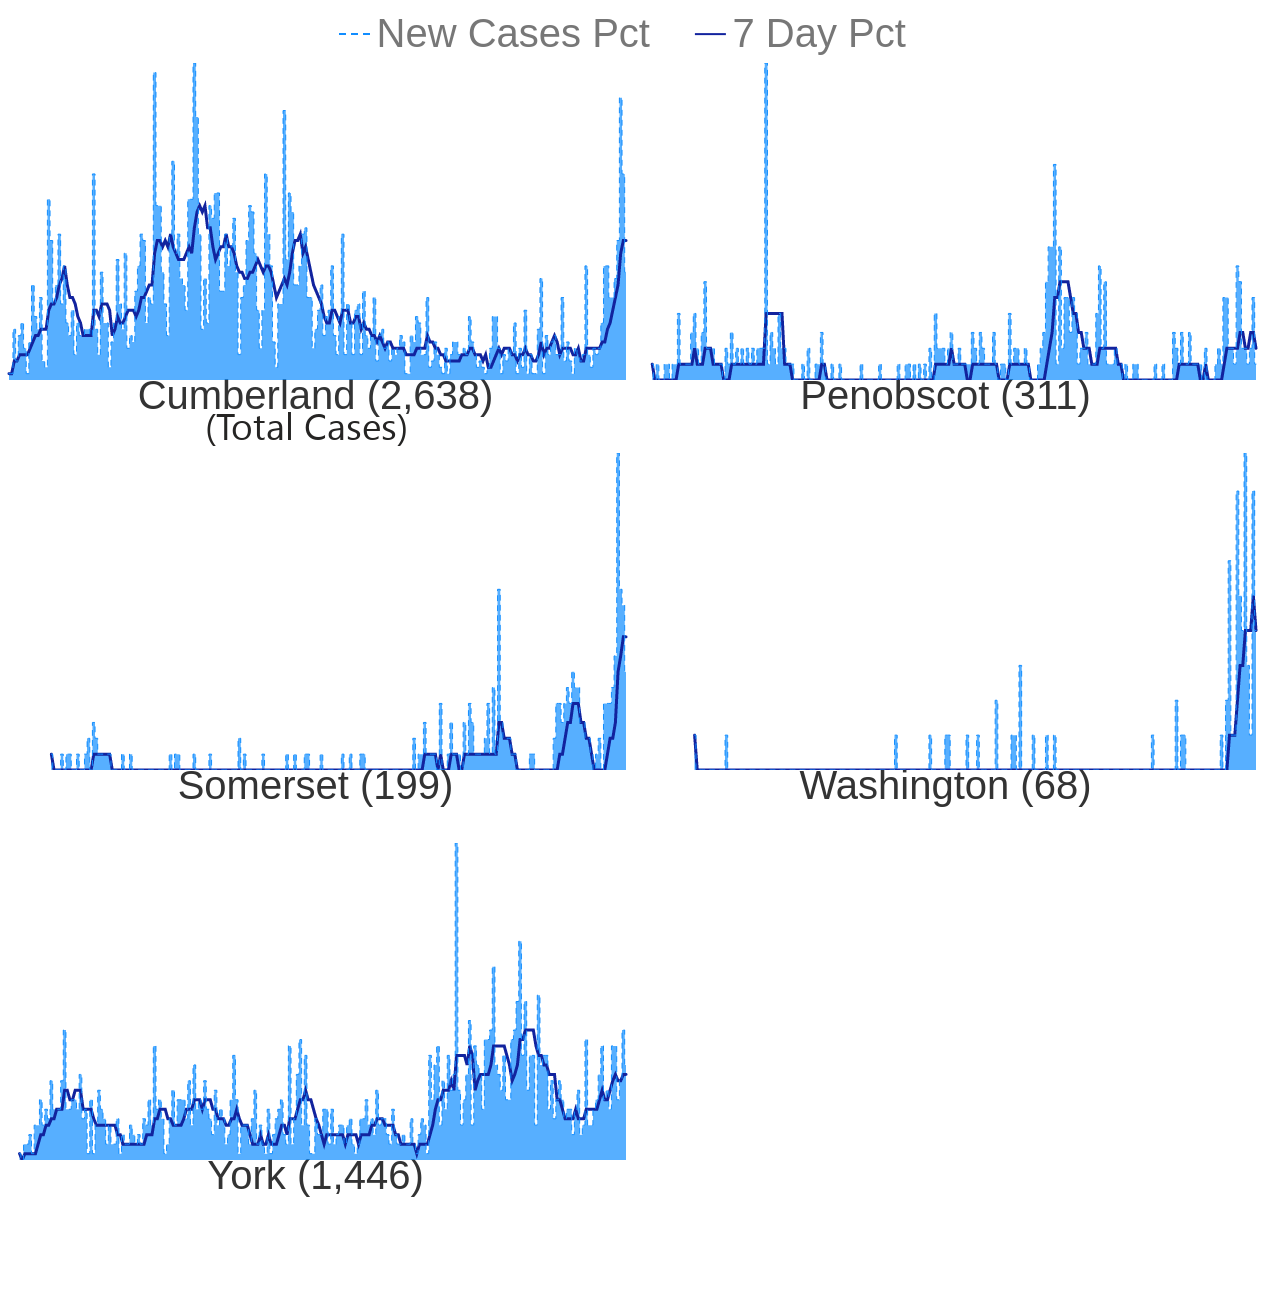 New Cases Pct 7 Day Pct
Cumberland (2,638)
(Total Cases)
Penobscot (311)
Somerset (199)
Washington (68)
York (1,446)